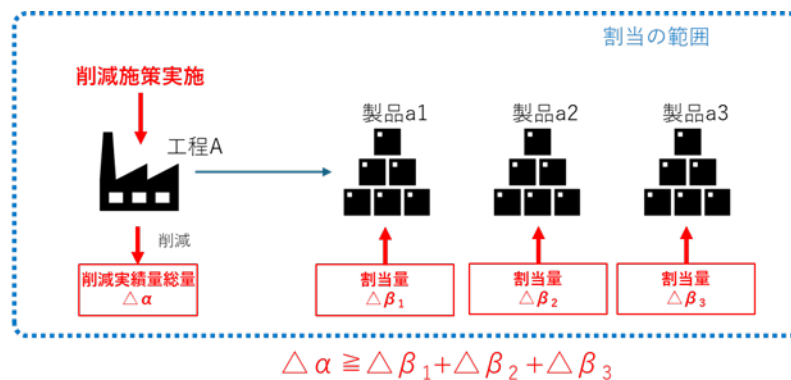 割当の範囲
削減施策実施
工程A
製品a1
製品a2
製品a3
削減
削減実績量総量
△α
割当量
△β₁
割当量
△β₂
割当量
△β₃
△α≧△β₁+△β₂+△β₃